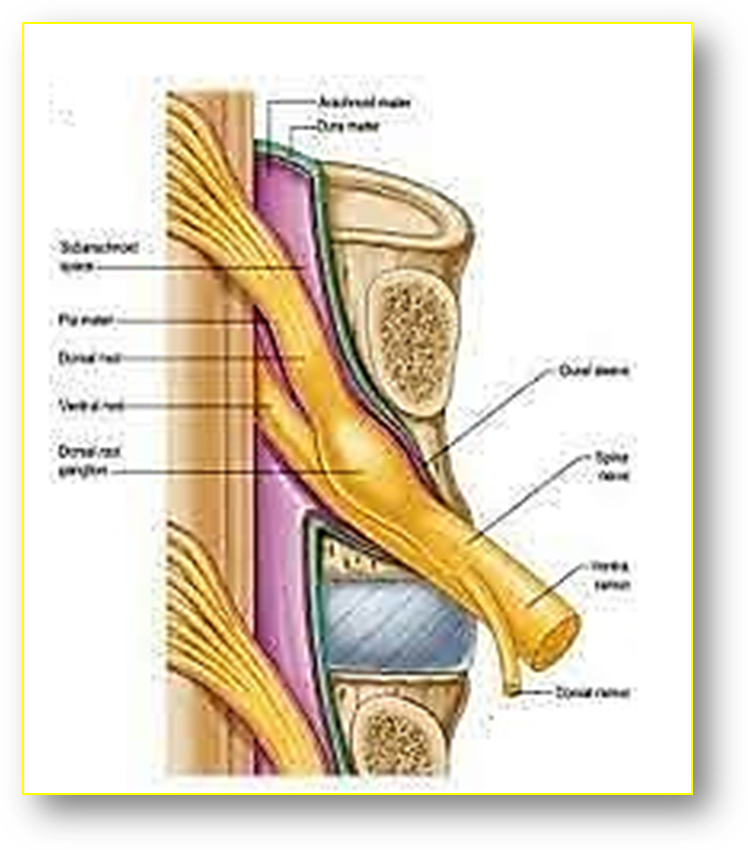 Arachnoid mater
Dura mater
Subarachnoid
space
Pia mater
Dorsal root
Ventral root
Dorsal root
ganglion
Dural sleeve
Spinal
nerve
Ventral
ramus
Dorsal ramus